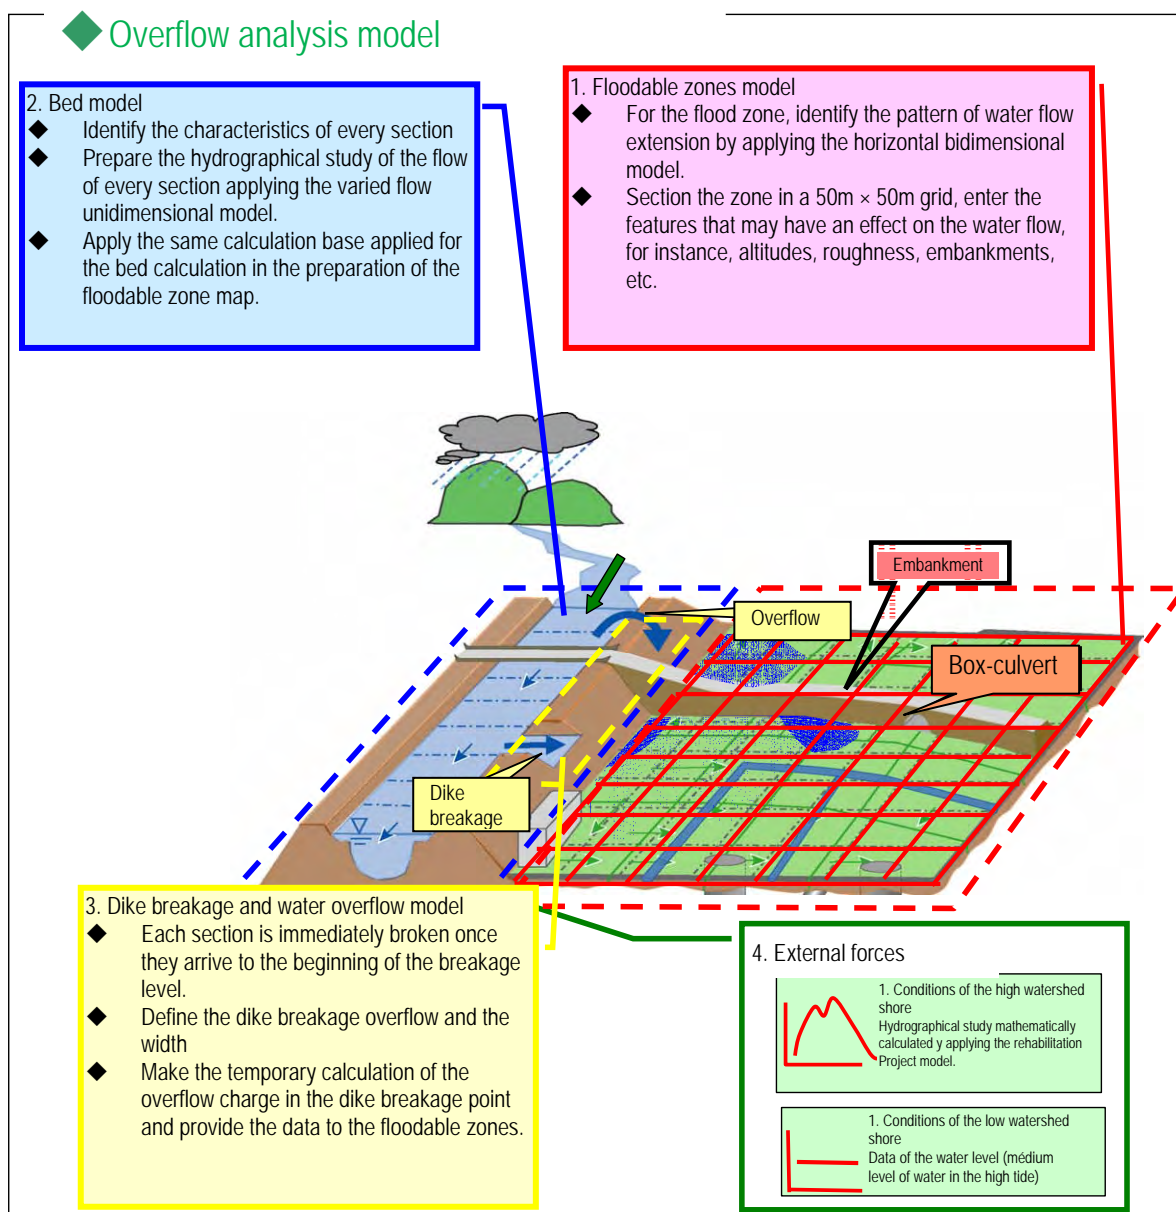 Overflow analysis model
2. Bed model
◆ Identify the characteristics of every section
◆ Prepare the hydrographical study of the flow
of every section applying the varied flow
unidimensional model.
◆ Apply the same calculation base applied for
the bed calculation in the preparation of the
floodable zone map.
1. Floodable zones model
◆ For the flood zone, identify the pattern of water flow
extension by applying the horizontal bidimensional
model.
◆ Section the zone in a 50m × 50m grid, enter the
features that may have an effect on the water flow,
for instance, altitudes, roughness, embankments,
etc.
Embankment
Overflow
Box-culvert
Dike
breakage
3. Dike breakage and water overflow model
◆ Each section is immediately broken once
they arrive to the beginning of the breakage
level.
◆ Define the dike breakage overflow and the
width
◆ Make the temporary calculation of the
overflow charge in the dike breakage point
and provide the data to the floodable zones.
4. External forces
1. Conditions of the high watershed
shore
Hydrographical study mathematically
calculated y applying the rehabilitation
Project model.
1. Conditions of the low watershed
shore
Data of the water level (médium
level of water in the high tide)